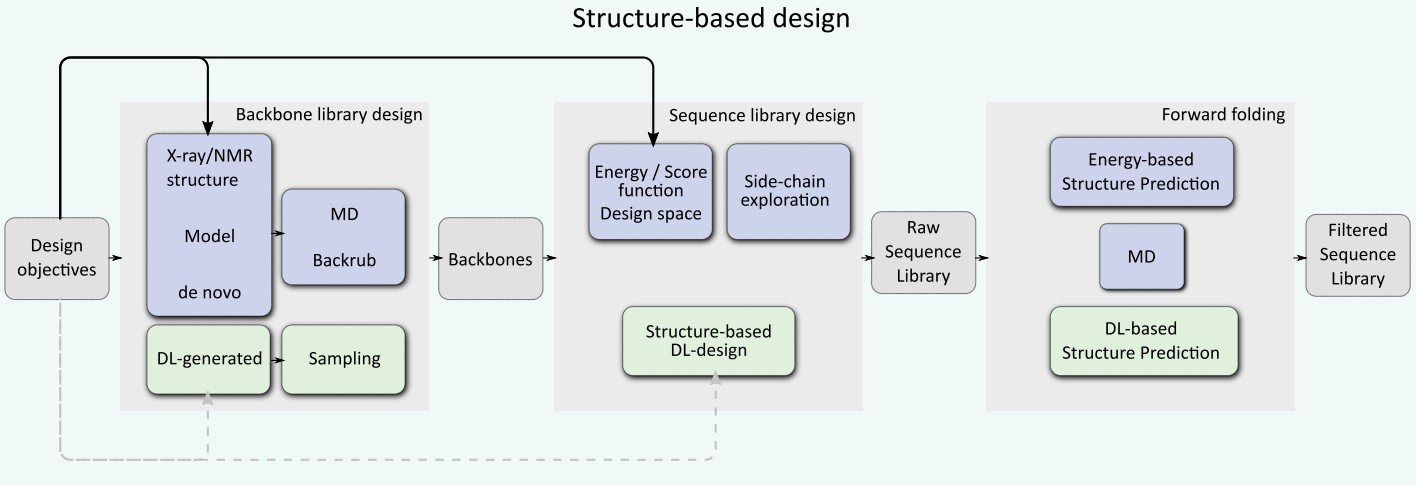 Structure-based design
Design
objectives
Backbone library design
X-ray/NMR
structure
Model
de novo
MD
Backrub
DL-generated
Sampling
Backbones
Sequence library design
Energy / Score
function
Design space
Side-chain
exploration
Structure-based
DL-design
Raw
Sequence
Library
Forward folding
Energy-based
Structure Prediction
MD
DL-based
Structure Prediction
Filtered
Sequence
Library